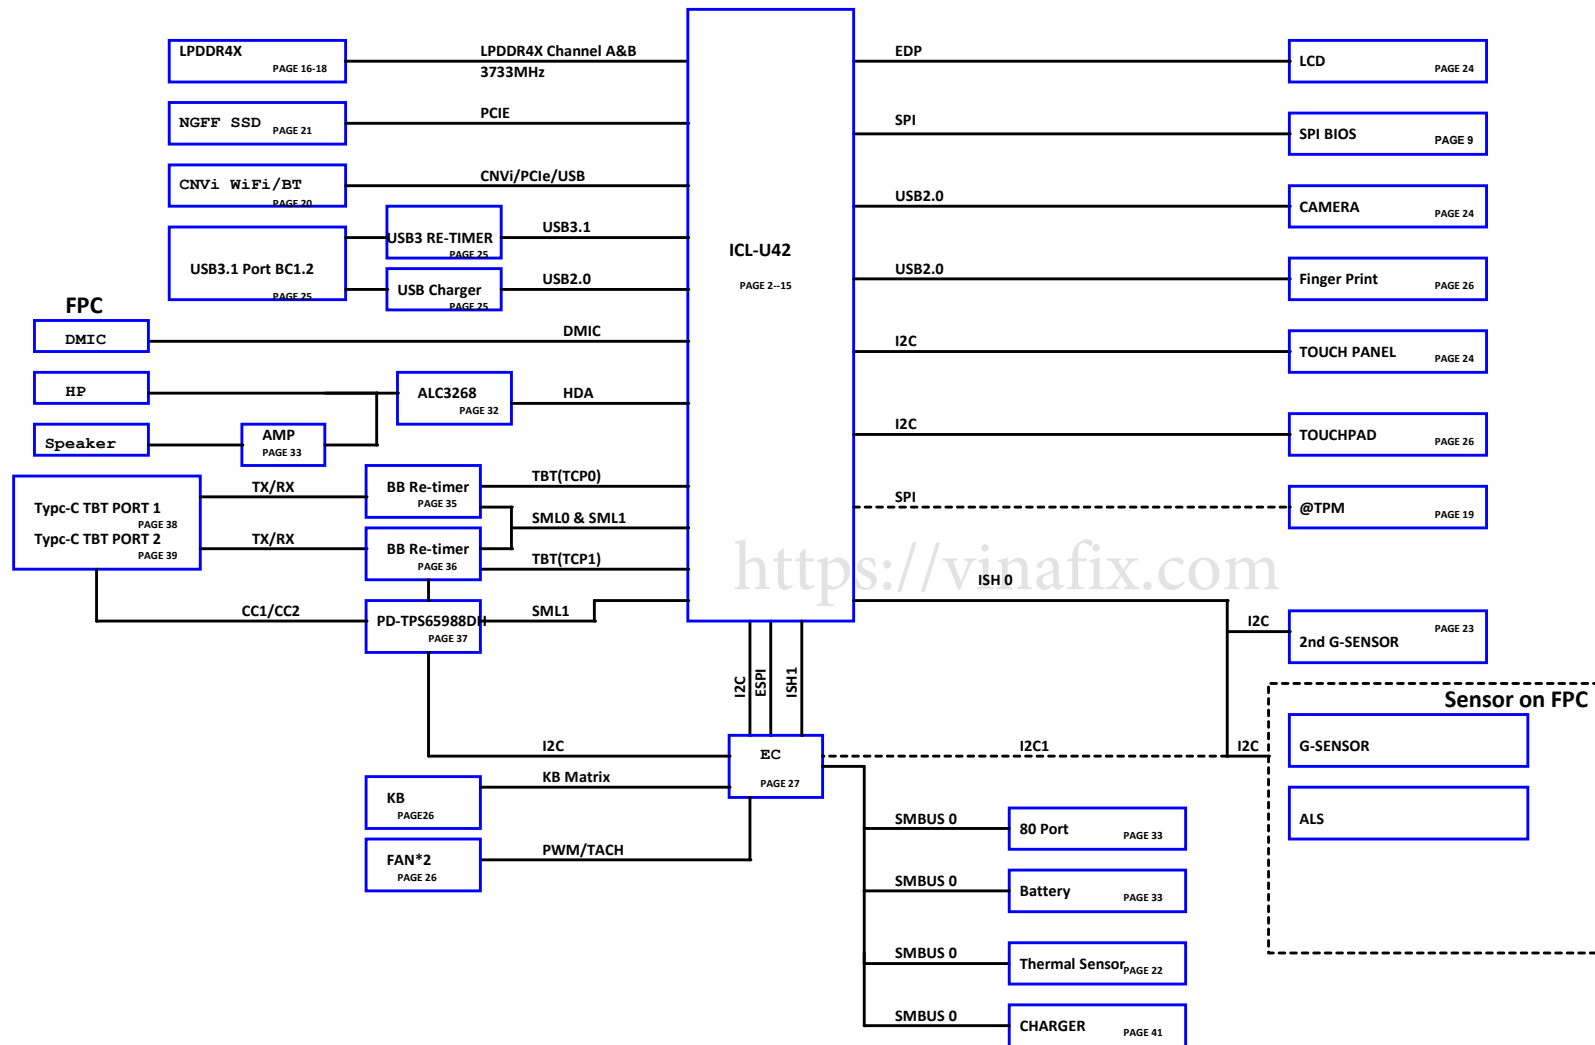 LPDDR4X
PAGE 16-18
LPDDR4X Channel A&B
3733MHz
NGFF SSD
PAGE 21
PCIE
CNVi WiFi/BT
PAGE 20
CNVi/PCIe/USB
USB3.1 Port BC1.2
PAGE 25
USB3 RE-TIMER
PAGE 25
USB3.1
USB Charger
PAGE 25
USB2.0
FPC
DMIC
DMIC
HP
ALC3268
PAGE 32
HDA
Speaker
AMP
PAGE 33
Typc-C TBT PORT 1
PAGE 38
Typc-C TBT PORT 2
PAGE 39
TX/RX
BB Re-timer
PAGE 35
TBT(TCP0)
SML0 & SML1
TX/RX
BB Re-timer
PAGE 36
TBT(TCP1)
CC1/CC2
PD-TPS65988DH
PAGE 37
SML1
ICL-U42
PAGE 2--15
EDP
LCD
PAGE 24
SPI
SPI BIOS
PAGE 9
USB2.0
CAMERA
PAGE 24
USB2.0
Finger Print
PAGE 26
I2C
TOUCH PANEL
PAGE 24
I2C
TOUCHPAD
PAGE 26
SPI
@TPM
PAGE 19
https://vinafix.com
ISH 0
I2C
2nd G-SENSOR
PAGE 23
Sensor on FPC
I2C
G-SENSOR
ALS
I2C
ESPI
ISH1
EC
PAGE 27
I2C
I2C1
KB Matrix
KB
PAGE26
PWM/TACH
FAN*2
PAGE 26
SMBUS 0
80 Port
PAGE 33
SMBUS 0
Battery
PAGE 33
SMBUS 0
Thermal Sensor
PAGE 22
SMBUS 0
CHARGER
PAGE 41